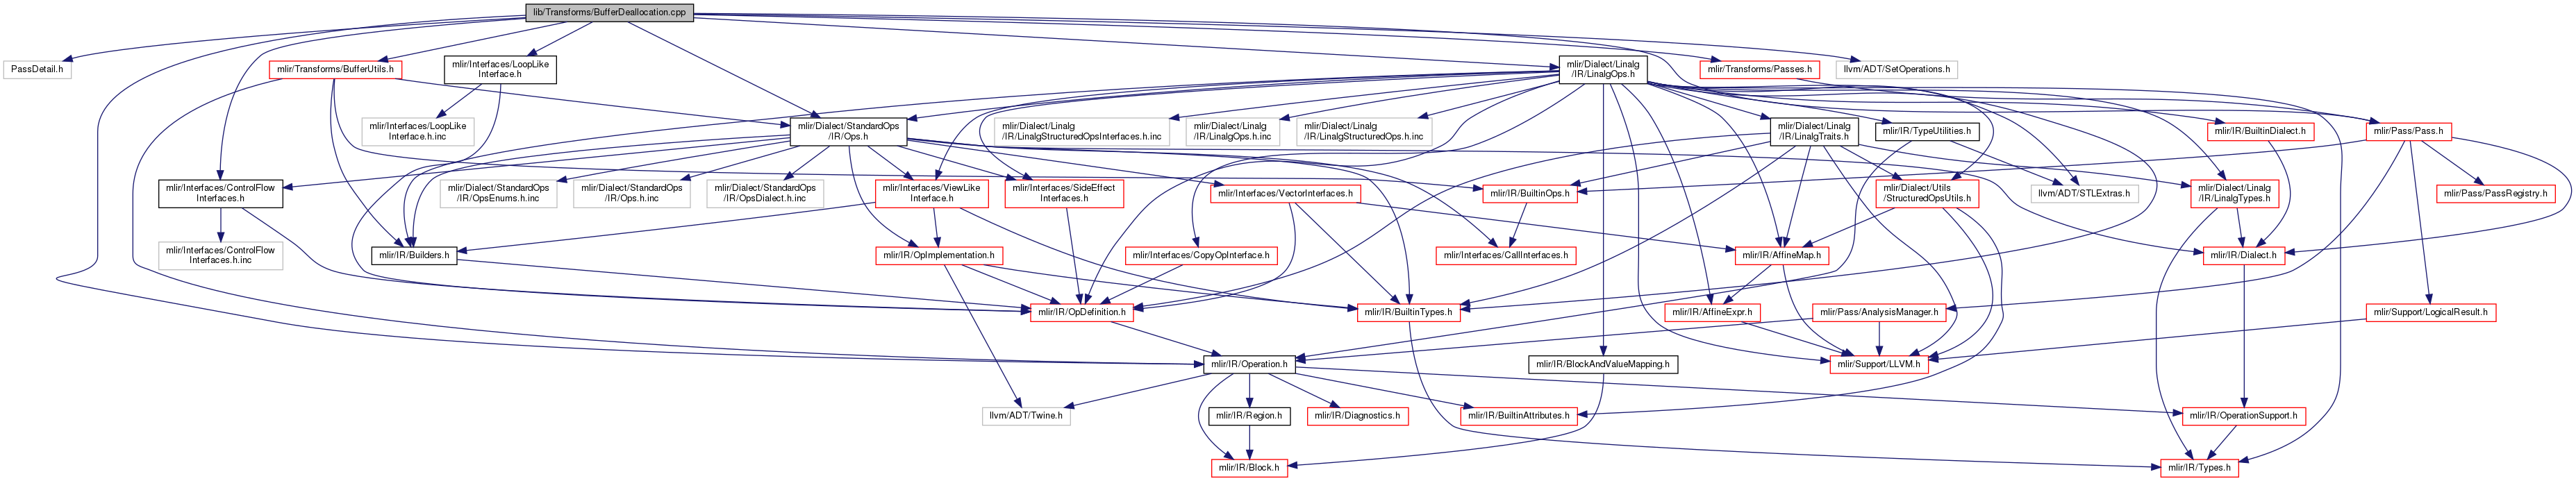 lib/Transforms/BufferDeallocation.cpp
PassDetail.h
mlir/Transforms/BufferUtils.h
mlir/Interfaces/LoopLike
Interface.h
mlir/Dialect/Linalg
/IR/LinalgOps.h
mlir/Transforms/Passes.h
llvm/ADT/SetOperations.h
mlir/Interfaces/LoopLike
Interface.h.inc
mlir/Dialect/StandardOps
/IR/Ops.h
mlir/Dialect/Linalg
/IR/LinalgStructuredOpsInterfaces.h.inc
mlir/Dialect/Linalg
/IR/LinalgOps.h.inc
mlir/Dialect/Linalg
/IR/LinalgStructuredOps.h.inc
mlir/Dialect/Linalg
/IR/LinalgTraits.h
mlir/IR/TypeUtilities.h
mlir/IR/BuiltinDialect.h
mlir/Pass/Pass.h
mlir/Interfaces/ControlFlow
Interfaces.h
mlir/Dialect/StandardOps
/IR/OpsEnums.h.inc
mlir/Dialect/StandardOps
/IR/Ops.h.inc
mlir/Dialect/StandardOps
/IR/OpsDialect.h.inc
mlir/Interfaces/ViewLike
Interface.h
mlir/Interfaces/SideEffect
Interfaces.h
mlir/Interfaces/VectorInterfaces.h
mlir/IR/BuiltinOps.h
mlir/Dialect/Utils
/StructuredOpsUtils.h
llvm/ADT/STLExtras.h
mlir/Dialect/Linalg
/IR/LinalgTypes.h
mlir/Pass/PassRegistry.h
mlir/Interfaces/ControlFlow
Interfaces.h.inc
mlir/IR/Builders.h
mlir/IR/OpImplementation.h
mlir/Interfaces/CopyOpInterface.h
mlir/Interfaces/CallInterfaces.h
mlir/IR/AffineMap.h
mlir/IR/Dialect.h
mlir/IR/OpDefinition.h
mlir/IR/BuiltinTypes.h
mlir/IR/AffineExpr.h
mlir/Pass/AnalysisManager.h
mlir/Support/LogicalResult.h
mlir/IR/Operation.h
mlir/IR/BlockAndValueMapping.h
mlir/Support/LLVM.h
llvm/ADT/Twine.h
mlir/IR/Region.h
mlir/IR/Diagnostics.h
mlir/IR/BuiltinAttributes.h
mlir/IR/OperationSupport.h
mlir/IR/Block.h
mlir/IR/Types.h